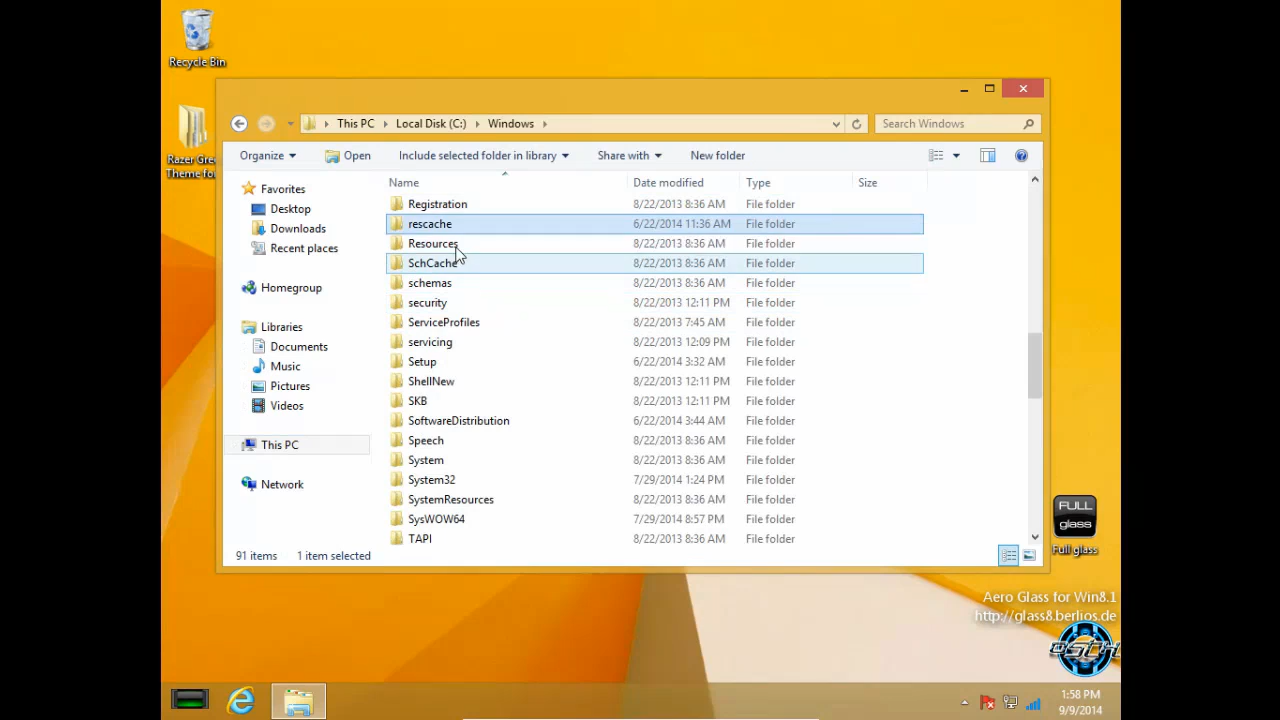 Recycle Bin
Razer Gre
Theme fo
This PC Local Disk (C:) Windows
Search Windows
Organize Open Include selected folder in library Share with New folder
Name Date modified Type Size
Favorites
Desktop
Downloads
Recent places
Homegroup
Libraries
Documents
Music
Pictures
Videos
This PC
Network
Registration 8/22/2013 8:36 AM File folder
rescache 6/22/2014 11:36 AM File folder
Resources 8/22/2013 8:36 AM File folder
SchCache 8/22/2013 8:36 AM File folder
schemas 8/22/2013 8:36 AM File folder
security 8/22/2013 12:11 PM File folder
ServiceProfiles 8/22/2013 7:45 AM File folder
servicing 8/22/2013 12:09 PM File folder
Setup 6/22/2014 3:32 AM File folder
ShellNew 8/22/2013 12:11 PM File folder
SKB 8/22/2013 12:11 PM File folder
SoftwareDistribution 6/22/2014 3:44 AM File folder
Speech 8/22/2013 8:36 AM File folder
System 8/22/2013 8:36 AM File folder
System32 7/29/2014 1:24 PM File folder
SystemResources 8/22/2013 8:36 AM File folder
SysWOW64 7/29/2014 8:57 PM File folder
TAPI 8/22/2013 8:36 AM File folder
91 items 1 item selected
FULL
glass
Full glass
Aero Glass for Win8.1
http://glass8.berlios.de
1:58 PM
9/9/2014